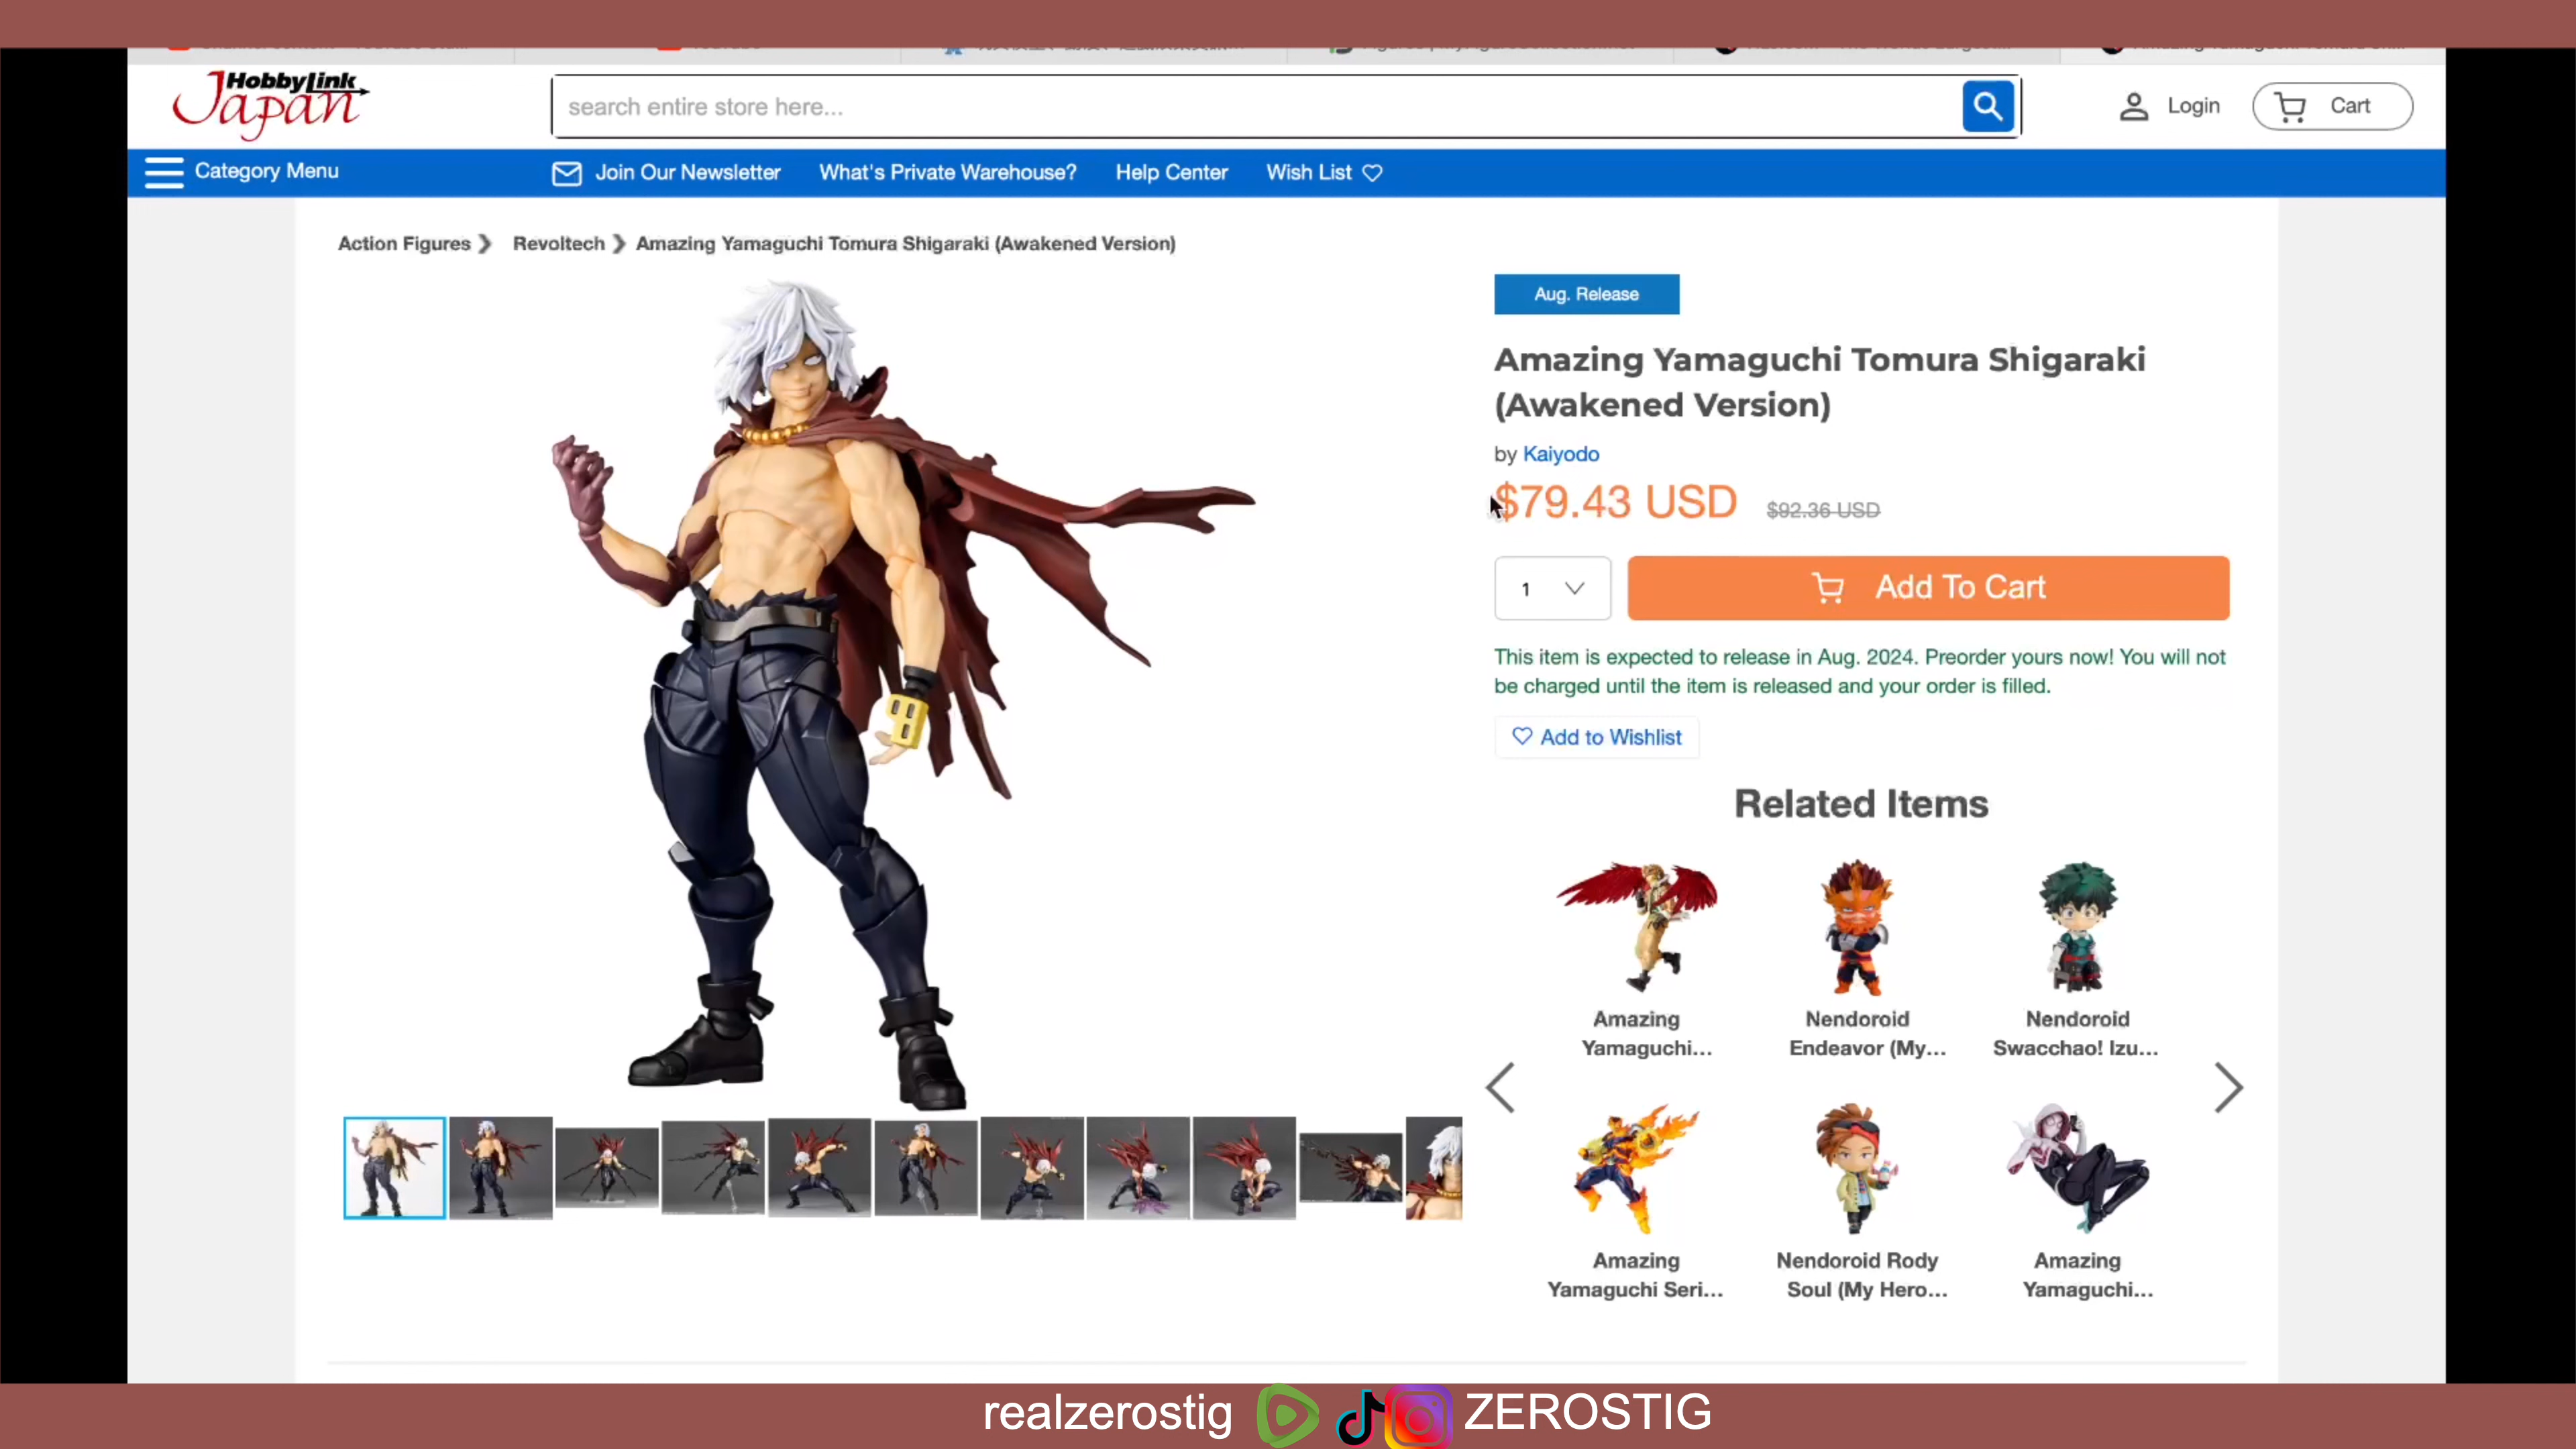 HobbyLink
Japan
search entire store here...
Login
Cart
Category Menu
Join Our Newsletter
What's Private Warehouse?
Help Center
Wish List
Action Figures ❯ Revoltech ❯ Amazing Yamaguchi Tomura Shigaraki (Awakened Version)
Aug. Release
Amazing Yamaguchi Tomura Shigaraki
(Awakened Version)
by Kaiyodo
$79.43 USD $92.36 USD
1
Add To Cart
This item is expected to release in Aug. 2024. Preorder yours now! You will not
be charged until the item is released and your order is filled.
Add to Wishlist
Related Items
Amazing
Yamaguchi...
Nendoroid
Endeavor (My...
Nendoroid
Swacchao! Izu...
Amazing
Yamaguchi Seri...
Nendoroid Rody
Soul (My Hero...
Amazing
Yamaguchi...
realzerostig
ZEROSTIG